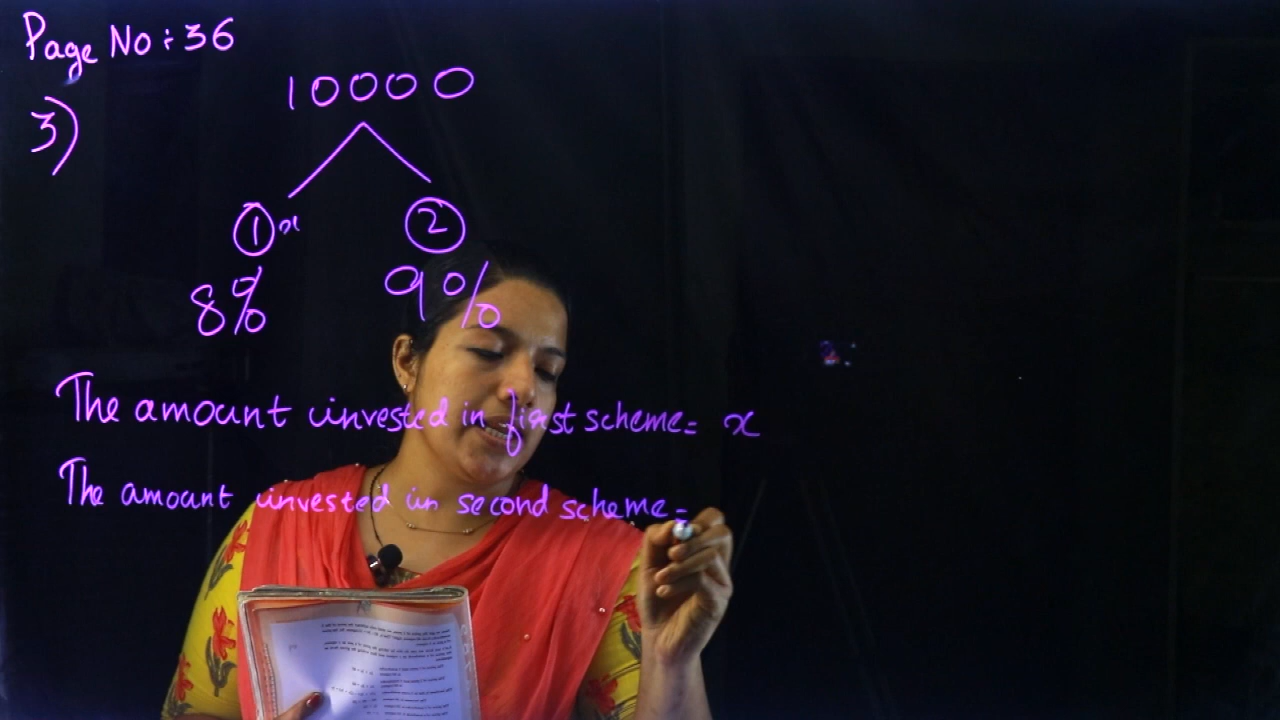 Page No : 36
3)
10000
1 x 2
8% 9%
The amount invested in first scheme = x
The amount invested in second scheme =